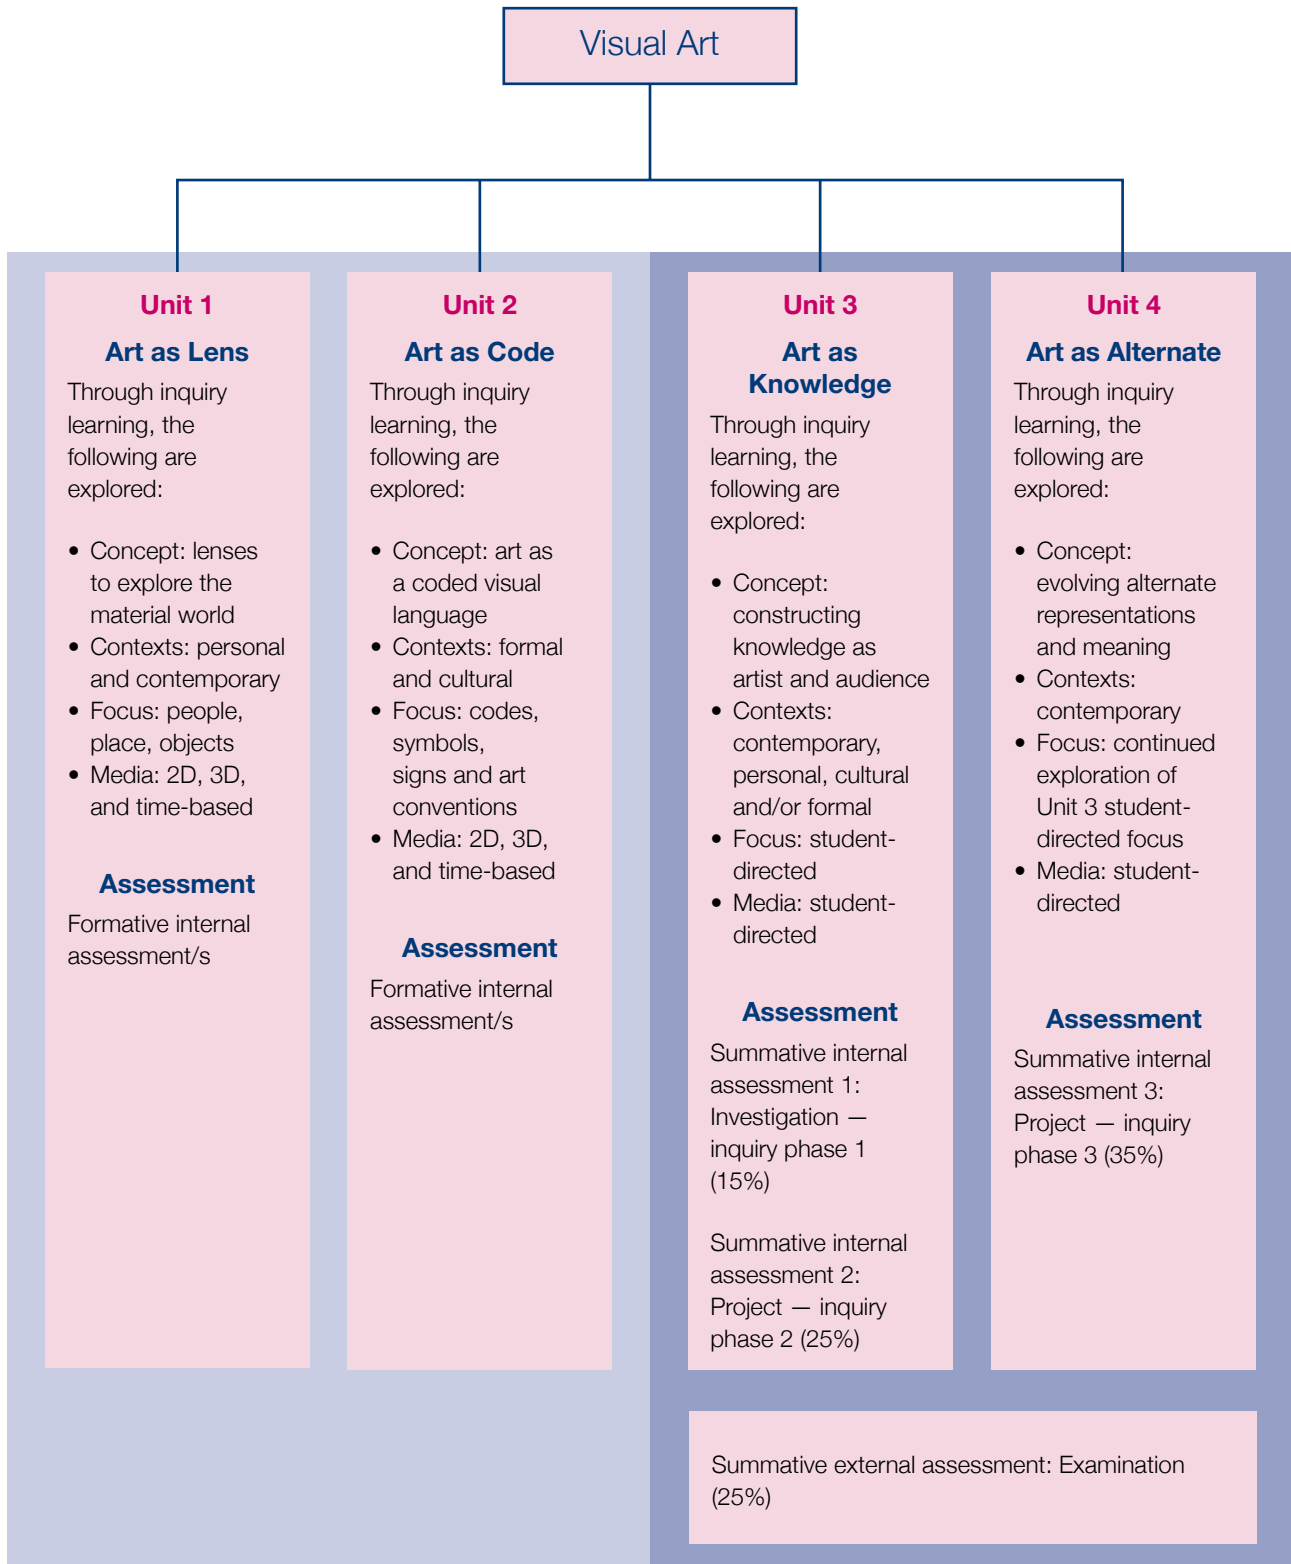 Visual Art
Unit 1
Art as Lens
Through inquiry
learning, the
following are
explored:
• Concept: lenses
to explore the
material world
• Contexts: personal
and contemporary
• Focus: people,
place, objects
• Media: 2D, 3D,
and time-based
Assessment
Formative internal
assessment/s
Unit 2
Art as Code
Through inquiry
learning, the
following are
explored:
• Concept: art as
a coded visual
language
• Contexts: formal
and cultural
• Focus: codes,
symbols,
signs and art
conventions
• Media: 2D, 3D,
and time-based
Assessment
Formative internal
assessment/s
Unit 3
Art as
Knowledge
Through inquiry
learning, the
following are
explored:
• Concept:
constructing
knowledge as
artist and audience
• Contexts:
contemporary,
personal, cultural
and/or formal
• Focus: student-
directed
• Media: student-
directed
Assessment
Summative internal
assessment 1:
Investigation —
inquiry phase 1
(15%)
Summative internal
assessment 2:
Project — inquiry
phase 2 (25%)
Unit 4
Art as Alternate
Through inquiry
learning, the
following are
explored:
• Concept:
evolving alternate
representations
and meaning
• Contexts:
contemporary
• Focus: continued
exploration of
Unit 3 student-
directed focus
• Media: student-
directed
Assessment
Summative internal
assessment 3:
Project — inquiry
phase 3 (35%)
Summative external assessment: Examination
(25%)